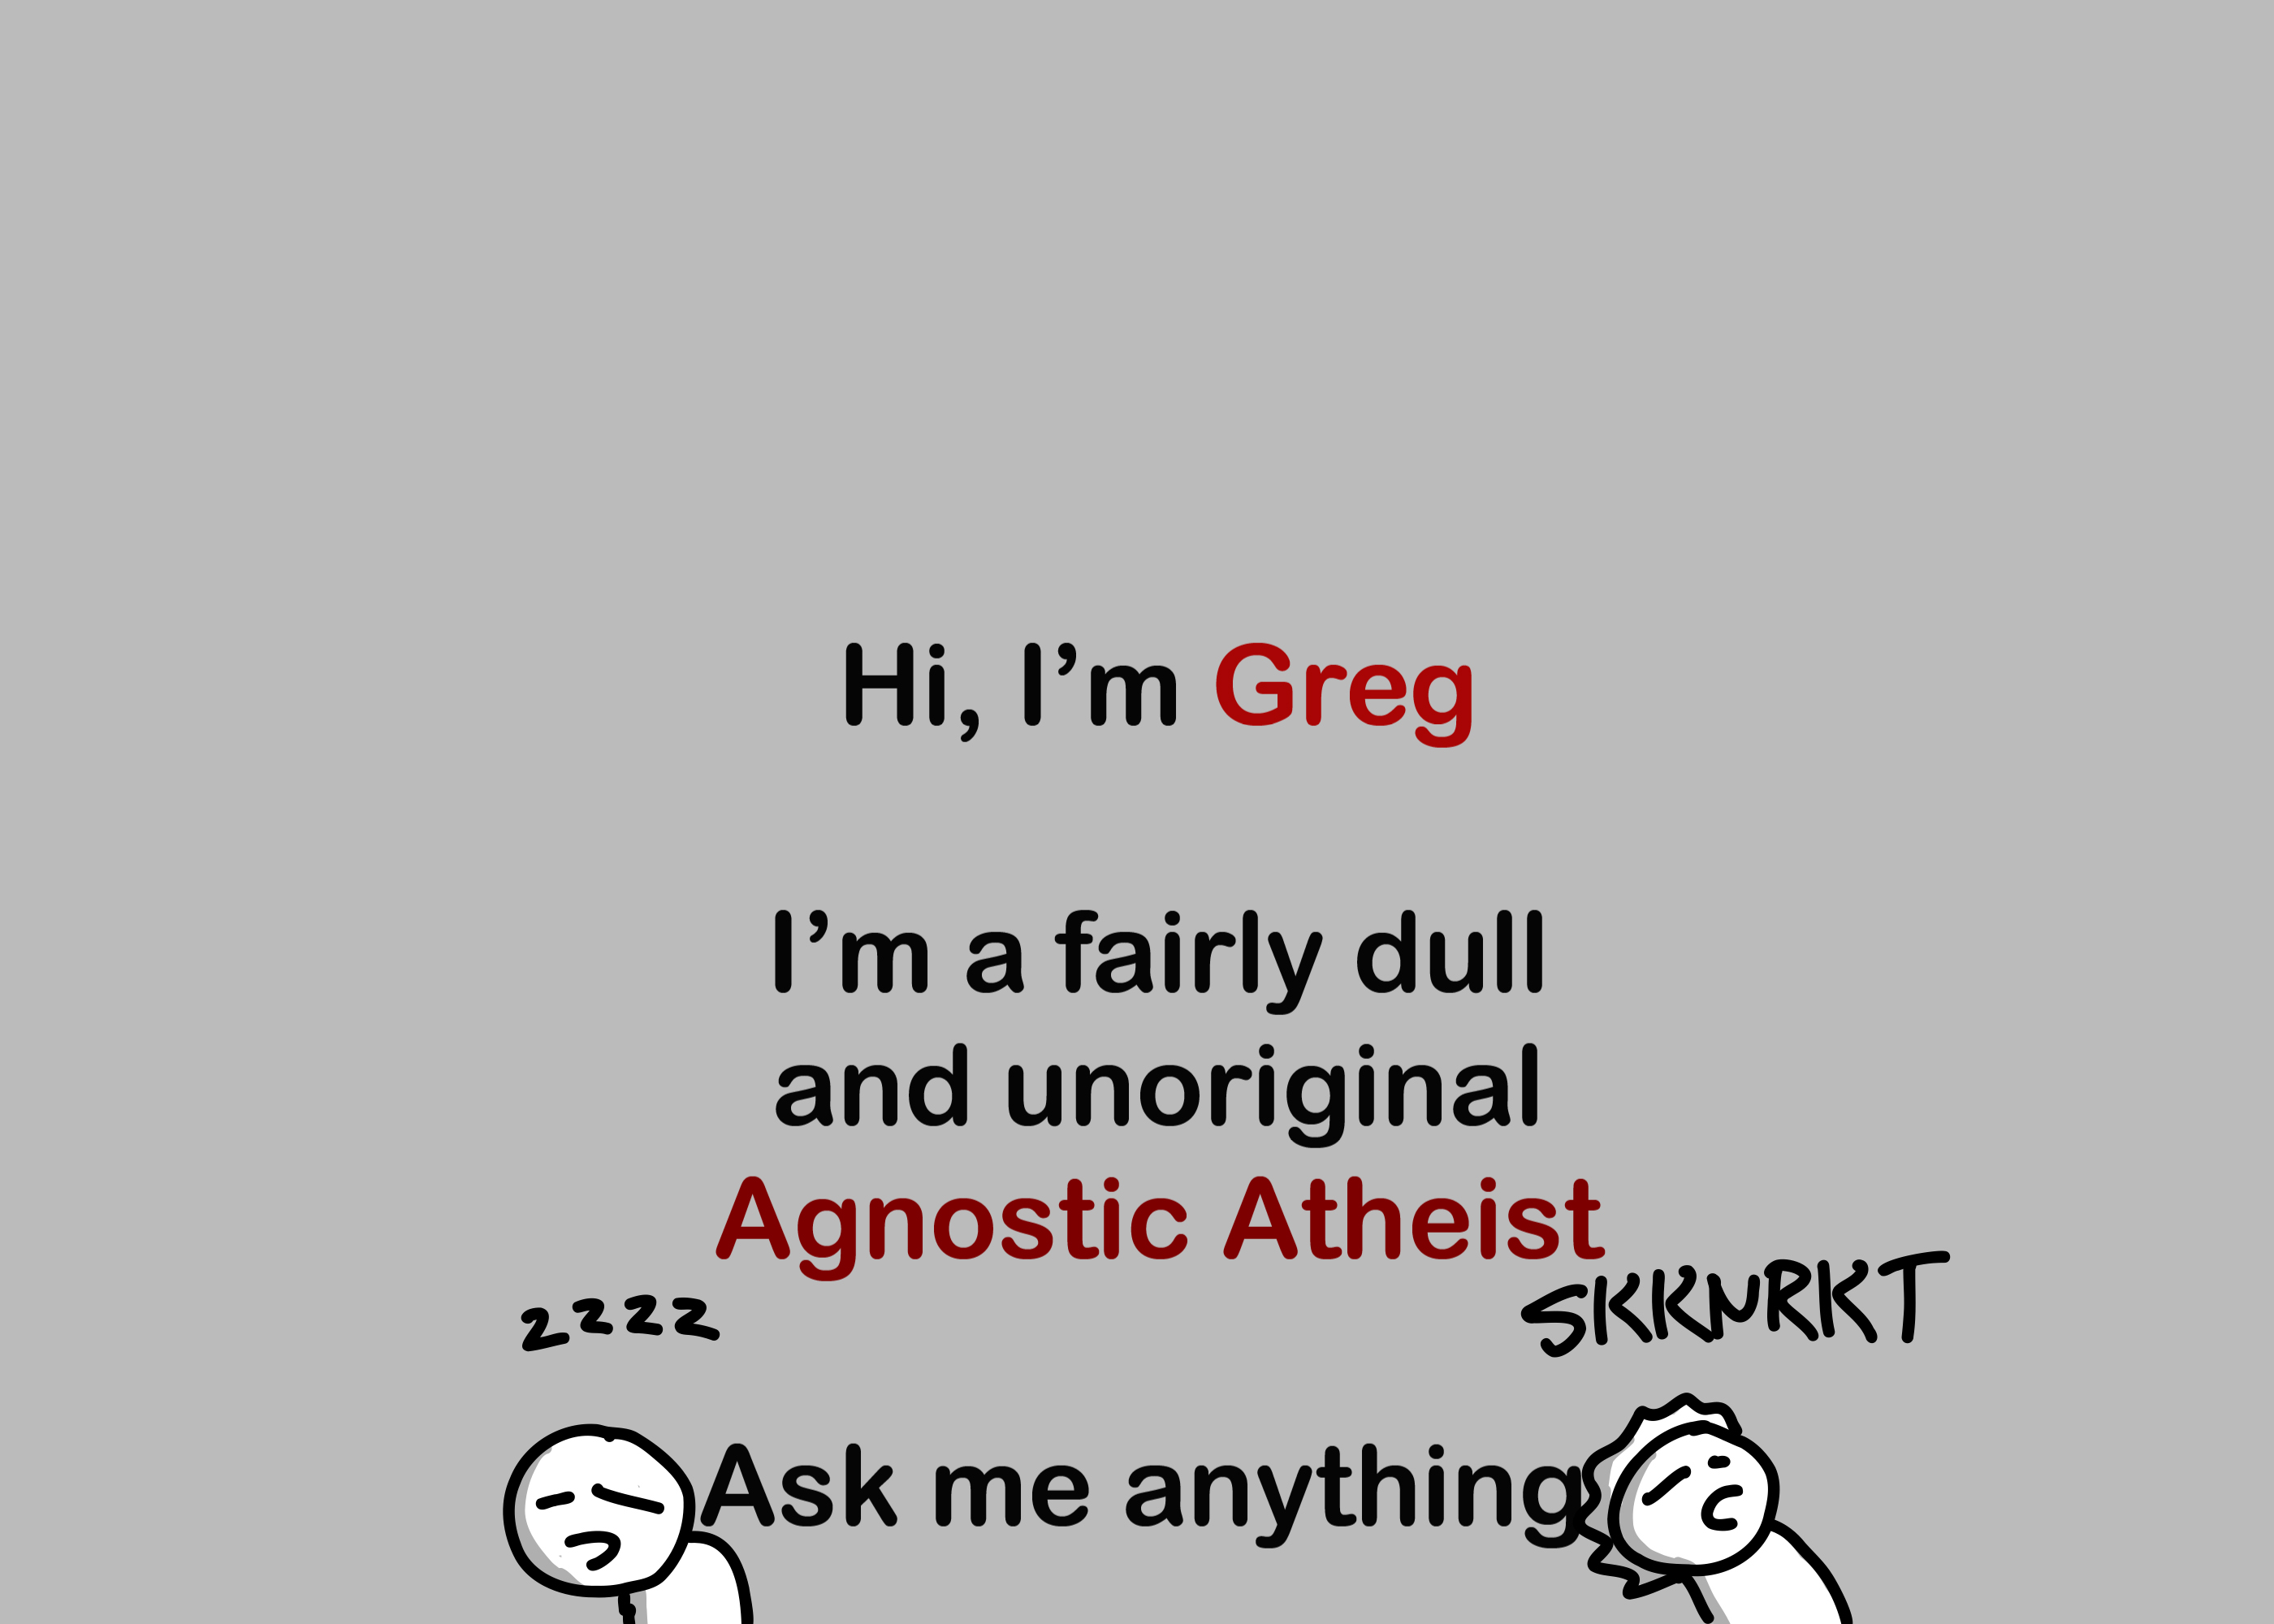 Hi, I'm Greg
I'm a fairly dull
and unoriginal
Agnostic Atheist
zzzz
SKKNRKT
Ask me anything